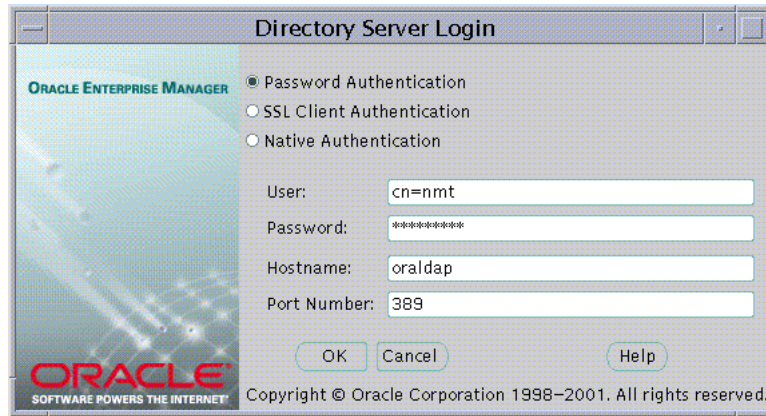 Directory Server Login
ORACLE ENTERPRISE MANAGER
Password Authentication
SSL Client Authentication
Native Authentication
User: cn=nmt
Password: *********
Hostname: oraldap
Port Number: 389
OK Cancel Help
ORACLE
SOFTWARE POWERS THE INTERNET™
Copyright © Oracle Corporation 1998-2001. All rights reserved.